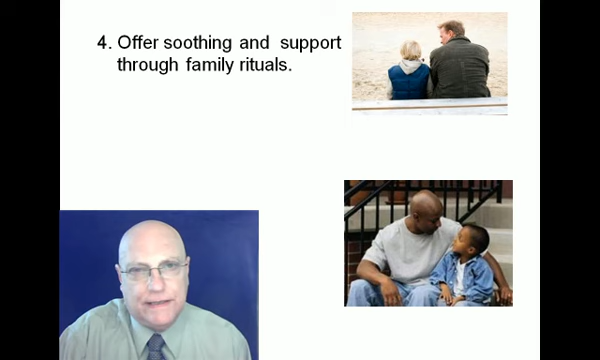 4. Offer soothing and support
through family rituals.